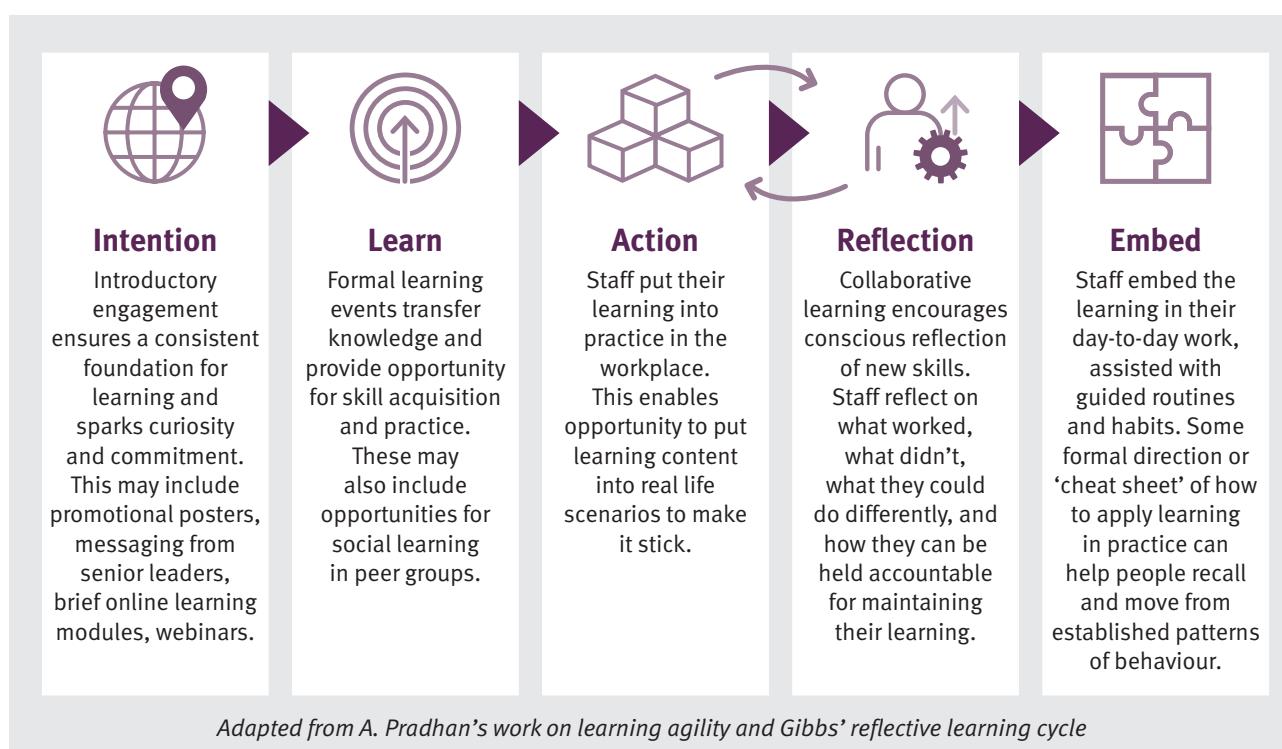 Intention
Introductory
engagement
ensures a consistent
foundation for
learning and
sparks curiosity
and commitment.
This may include
promotional posters,
messaging from
senior leaders,
brief online learning
modules, webinars.
Learn
Formal learning
events transfer
knowledge and
provide opportunity
for skill acquisition
and practice.
These may
also include
opportunities for
social learning
in peer groups.
Action
Staff put their
learning into
practice in the
workplace.
This enables
opportunity to put
learning content
into real life
scenarios to make
it stick.
Reflection
Collaborative
learning encourages
conscious reflection
of new skills.
Staff reflect on
what worked,
what didn’t,
what they could
do differently, and
how they can be
held accountable
for maintaining
their learning.
Embed
Staff embed the
learning in their
day-to-day work,
assisted with
guided routines
and habits. Some
formal direction or
‘cheat sheet’ of how
to apply learning
in practice can
help people recall
and move from
established patterns
of behaviour.
Adapted from A. Pradhan’s work on learning agility and Gibbs’ reflective learning cycle